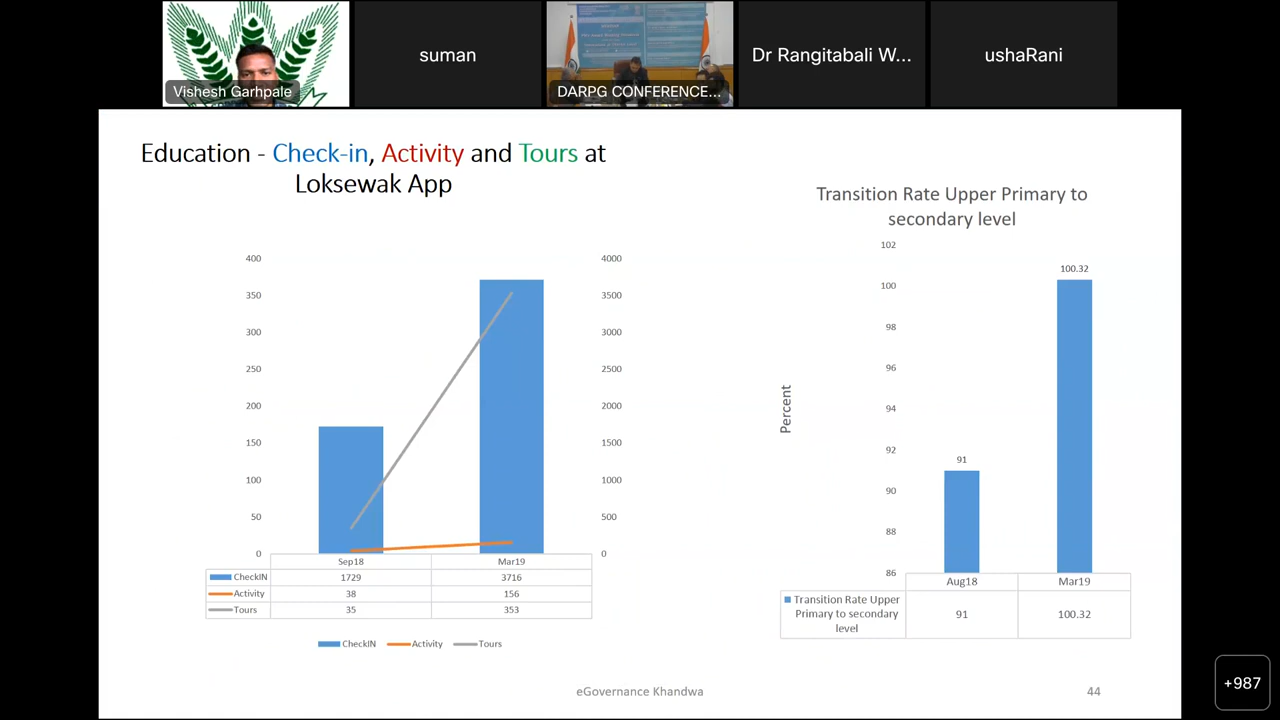 Vishesh Garhpale
suman
DARPG CONFERENCE...
Dr Rangitabali W...
ushaRani
Education - Check-in, Activity and Tours at
Loksewak App
400
350
300
250
200
150
100
50
0
4000
3500
3000
2500
2000
1500
1000
500
0
Sep18 Mar19
CheckIN 1729 3716
Activity 38 156
Tours 35 353
CheckIN Activity Tours
Transition Rate Upper Primary to
secondary level
Percent
102
100
98
96
94
92
90
88
86
91
100.32
Aug18 Mar19
Transition Rate Upper
Primary to secondary
level
91 100.32
eGovernance Khandwa
44
+987